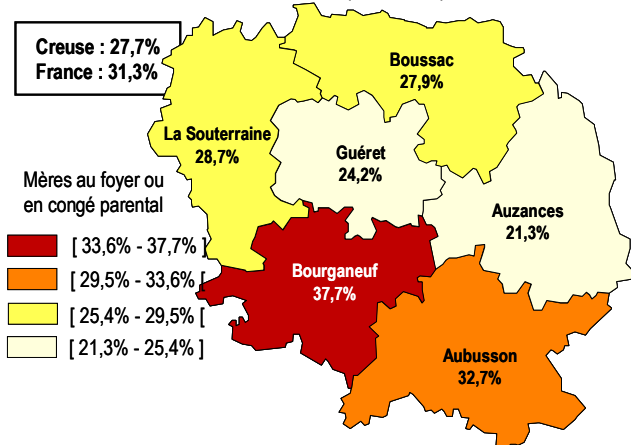 Creuse : 27,7%
France : 31,3%
Boussac
27,9%
La Souterraine
28,7%
Guéret
24,2%
Mères au foyer ou
en congé parental
Auzances
21,3%
[ 33,6% - 37,7% ]
[ 29,5% - 33,6% [
[ 25,4% - 29,5% [
[ 21,3% - 25,4% ]
Bourganeuf
37,7%
Aubusson
32,7%